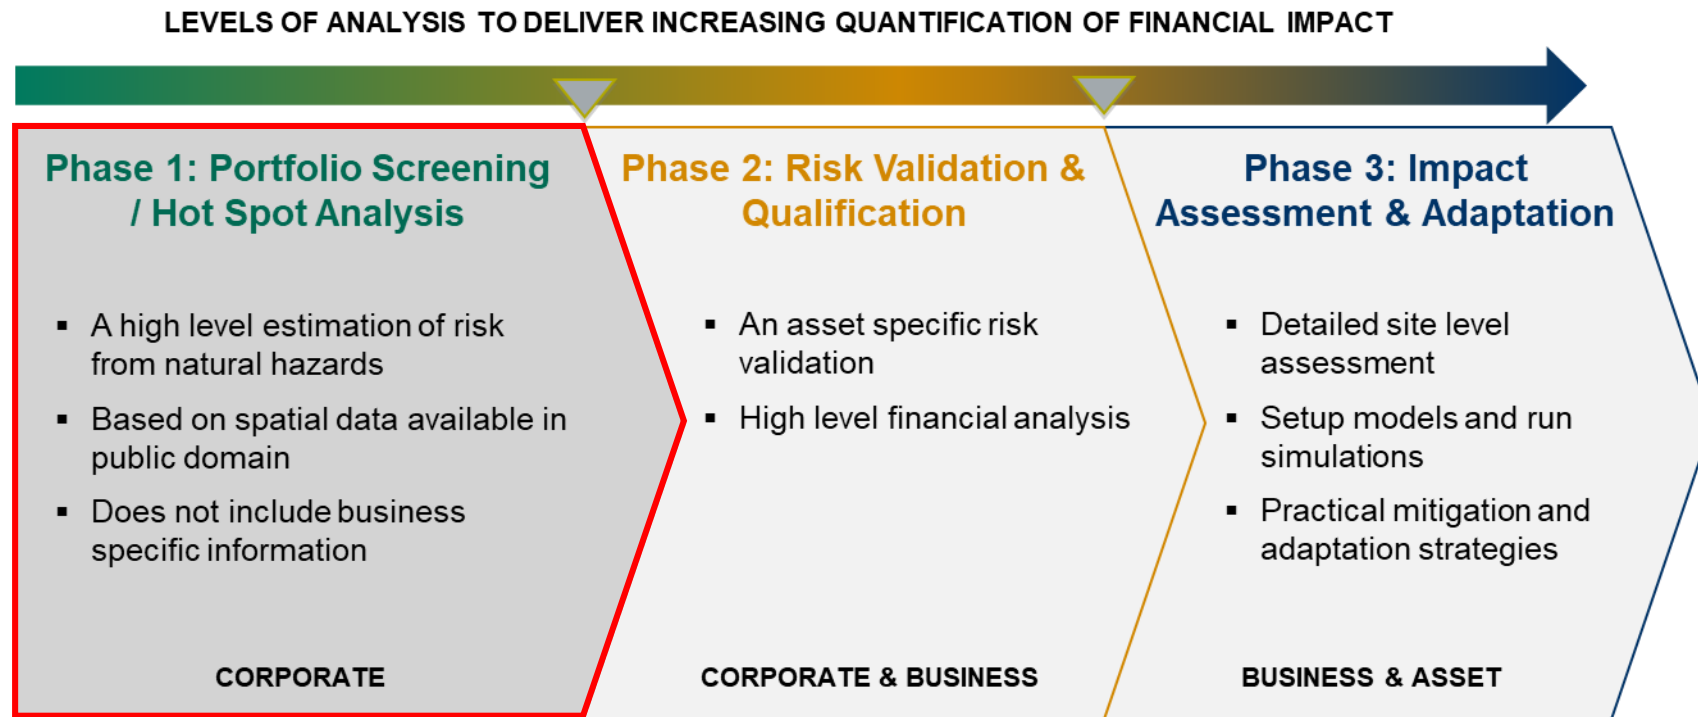 LEVELS OF ANALYSIS TO DELIVER INCREASING QUANTIFICATION OF FINANCIAL IMPACT
Phase 1: Portfolio Screening
/ Hot Spot Analysis
▪ A high level estimation of risk
from natural hazards
▪ Based on spatial data available in
public domain
▪ Does not include business
specific information
CORPORATE
Phase 2: Risk Validation &
Qualification
▪ An asset specific risk
validation
▪ High level financial analysis
CORPORATE & BUSINESS
Phase 3: Impact
Assessment & Adaptation
▪ Detailed site level
assessment
▪ Setup models and run
simulations
▪ Practical mitigation and
adaptation strategies
BUSINESS & ASSET